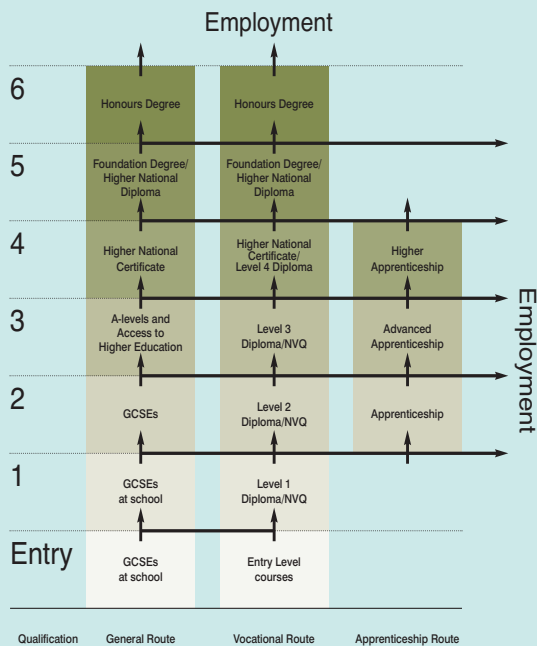 Employment
6
Honours Degree
Honours Degree
5
Foundation Degree/
Higher National
Diploma
Foundation Degree/
Higher National
Diploma
4
Higher National
Certificate
Higher National
Certificate/
Level 4 Diploma
Higher
Apprenticeship
3
A-levels and
Access to
Higher Education
Level 3
Diploma/NVQ
Advanced
Apprenticeship
Employment
2
GCSEs
Level 2
Diploma/NVQ
Apprenticeship
1
GCSEs
at school
Level 1
Diploma/NVQ
Entry
GCSEs
at school
Entry Level
courses
Qualification
General Route
Vocational Route
Apprenticeship Route